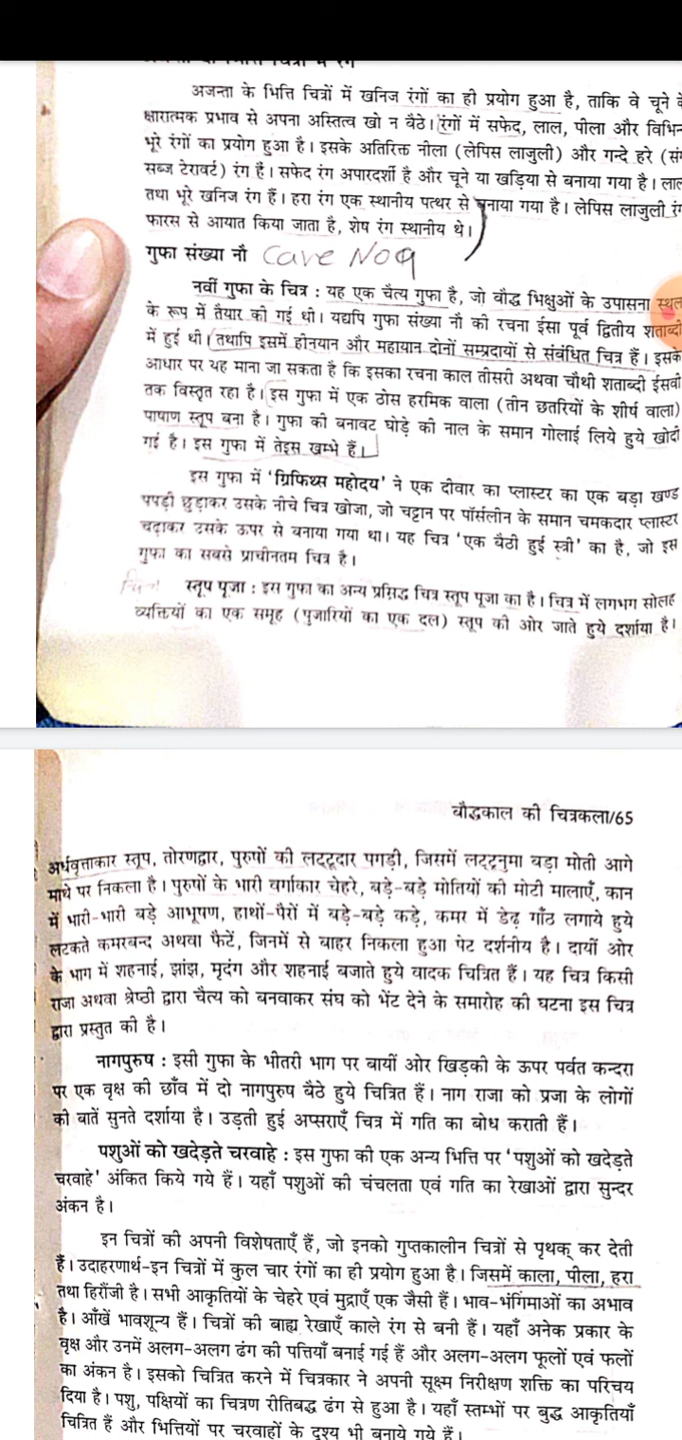 अजन्ता के भित्ति चित्रों में खनिज रंगों का ही प्रयोग हुआ है, ताकि वे चूने
क्षारात्मक प्रभाव से अपना अस्तित्व खो न बैठे। रंगों में सफेद, लाल, पीला और
भूरे रंगों का प्रयोग हुआ है। इसके अतिरिक्त नीला (लेपिस लाजुली) और गन्दे हरे
सब्ज टेरावर्ट) रंग हैं। सफेद रंग अपारदर्शी है और चूने या खड़िया से बनाया गया है।
तथा भूरे खनिज रंग हैं। हरा रंग एक स्थानीय पत्थर से बनाया गया है। लेपिस लाजुली
फारस से आयात किया जाता है, शेष रंग स्थानीय थे।
गुफा संख्या नौ Cave No 9
नवीं गुफा के चित्र : यह एक चैत्य गुफा है, जो बौद्ध भिक्षुओं के उपासना स्थल
के रूप में तैयार की गई थी। यद्यपि गुफा संख्या नौ की रचना ईसा पूर्व द्वितीय शताब्दी
में हुई थी। तथापि इसमें हीनयान और महायान दोनों सम्प्रदायों से संबंधित चित्र हैं। इसके
आधार पर यह माना जा सकता है कि इसका रचना काल तीसरी अथवा चौथी शताब्दी ईसवी
तक विस्तृत रहा है। इस गुफा में एक ठोस हरमिक वाला (तीन छतरियों के शीर्ष वाला)
पाषाण स्तूप बना है। गुफा की बनावट घोड़े की नाल के समान गोलाई लिये हुये खोदी
गई है। इस गुफा में तेइस खम्भे हैं।
इस गुफा में 'ग्रिफिथ्स महोदय' ने एक दीवार का प्लास्टर का एक बड़ा खण्ड
पपड़ी छुड़ाकर उसके नीचे चित्र खोजा, जो चट्टान पर पॉर्सलीन के समान चमकदार प्लास्टर
चढ़ाकर उसके ऊपर से बनाया गया था। यह चित्र 'एक बैठी हुई स्त्री' का है, जो इस
गुफा का सबसे प्राचीनतम चित्र है।
स्तूप पूजा : इस गुफा का अन्य प्रसिद्ध चित्र स्तूप पूजा का है। चित्र में लगभग सोलह
व्यक्तियों का एक समूह (पुजारियों का एक दल) स्तूप की ओर जाते हुये दर्शाया है।
बौद्धकाल की चित्रकला/65
अर्धवृत्ताकार स्तूप, तोरणद्वार, पुरुषों की लट्टूदार पगड़ी, जिसमें लट्टूनुमा बड़ा मोती आगे
माथे पर निकला है। पुरुषों के भारी वर्गाकार चेहरे, बड़े-बड़े मोतियों की मोटी मालाएँ, कान
में भारी-भारी बड़े आभूषण, हाथों-पैरों में बड़े-बड़े कड़े, कमर में डेढ़ गाँठ लगाये हुये
लटकते कमरबन्द अथवा फैटें, जिनमें से बाहर निकला हुआ पेट दर्शनीय है। दायीं ओर
के भाग में शहनाई, झांझ, मृदंग और शहनाई बजाते हुये वादक चित्रित हैं। यह चित्र किसी
राजा अथवा श्रेष्ठी द्वारा चैत्य को बनवाकर संघ को भेंट देने के समारोह की घटना इस चित्र
द्वारा प्रस्तुत की है।
नागपुरुष : इसी गुफा के भीतरी भाग पर बायीं ओर खिड़की के ऊपर पर्वत कन्दरा
पर एक वृक्ष की छाँव में दो नागपुरुष बैठे हुये चित्रित हैं। नाग राजा को प्रजा के लोगों
की बातें सुनते दर्शाया है। उड़ती हुई अप्सराएँ चित्र में गति का बोध कराती हैं।
पशुओं को खदेड़ते चरवाहे : इस गुफा की एक अन्य भित्ति पर 'पशुओं को खदेड़ते
चरवाहे' अंकित किये गये हैं। यहाँ पशुओं की चंचलता एवं गति का रेखाओं द्वारा सुन्दर
अंकन है।
इन चित्रों की अपनी विशेषताएँ हैं, जो इनको गुप्तकालीन चित्रों से पृथक् कर देती
हैं। उदाहरणार्थ-इन चित्रों में कुल चार रंगों का ही प्रयोग हुआ है। जिसमें काला, पीला, हरा
तथा हिरौंजी है। सभी आकृतियों के चेहरे एवं मुद्राएँ एक जैसी हैं। भाव-भंगिमाओं का अभाव
है। आँखें भावशून्य हैं। चित्रों की बाह्य रेखाएँ काले रंग से बनी हैं। यहाँ अनेक प्रकार के
वृक्ष और उनमें अलग-अलग ढंग की पत्तियाँ बनाई गई हैं और अलग-अलग फूलों एवं फलों
का अंकन है। इसको चित्रित करने में चित्रकार ने अपनी सूक्ष्म निरीक्षण शक्ति का परिचय
दिया है। पशु, पक्षियों का चित्रण रीतिबद्ध ढंग से हुआ है। यहाँ स्तम्भों पर बुद्ध आकृतियाँ
चित्रित हैं और भित्तियों पर चरवाहों के दृश्य भी बनाये गये हैं।